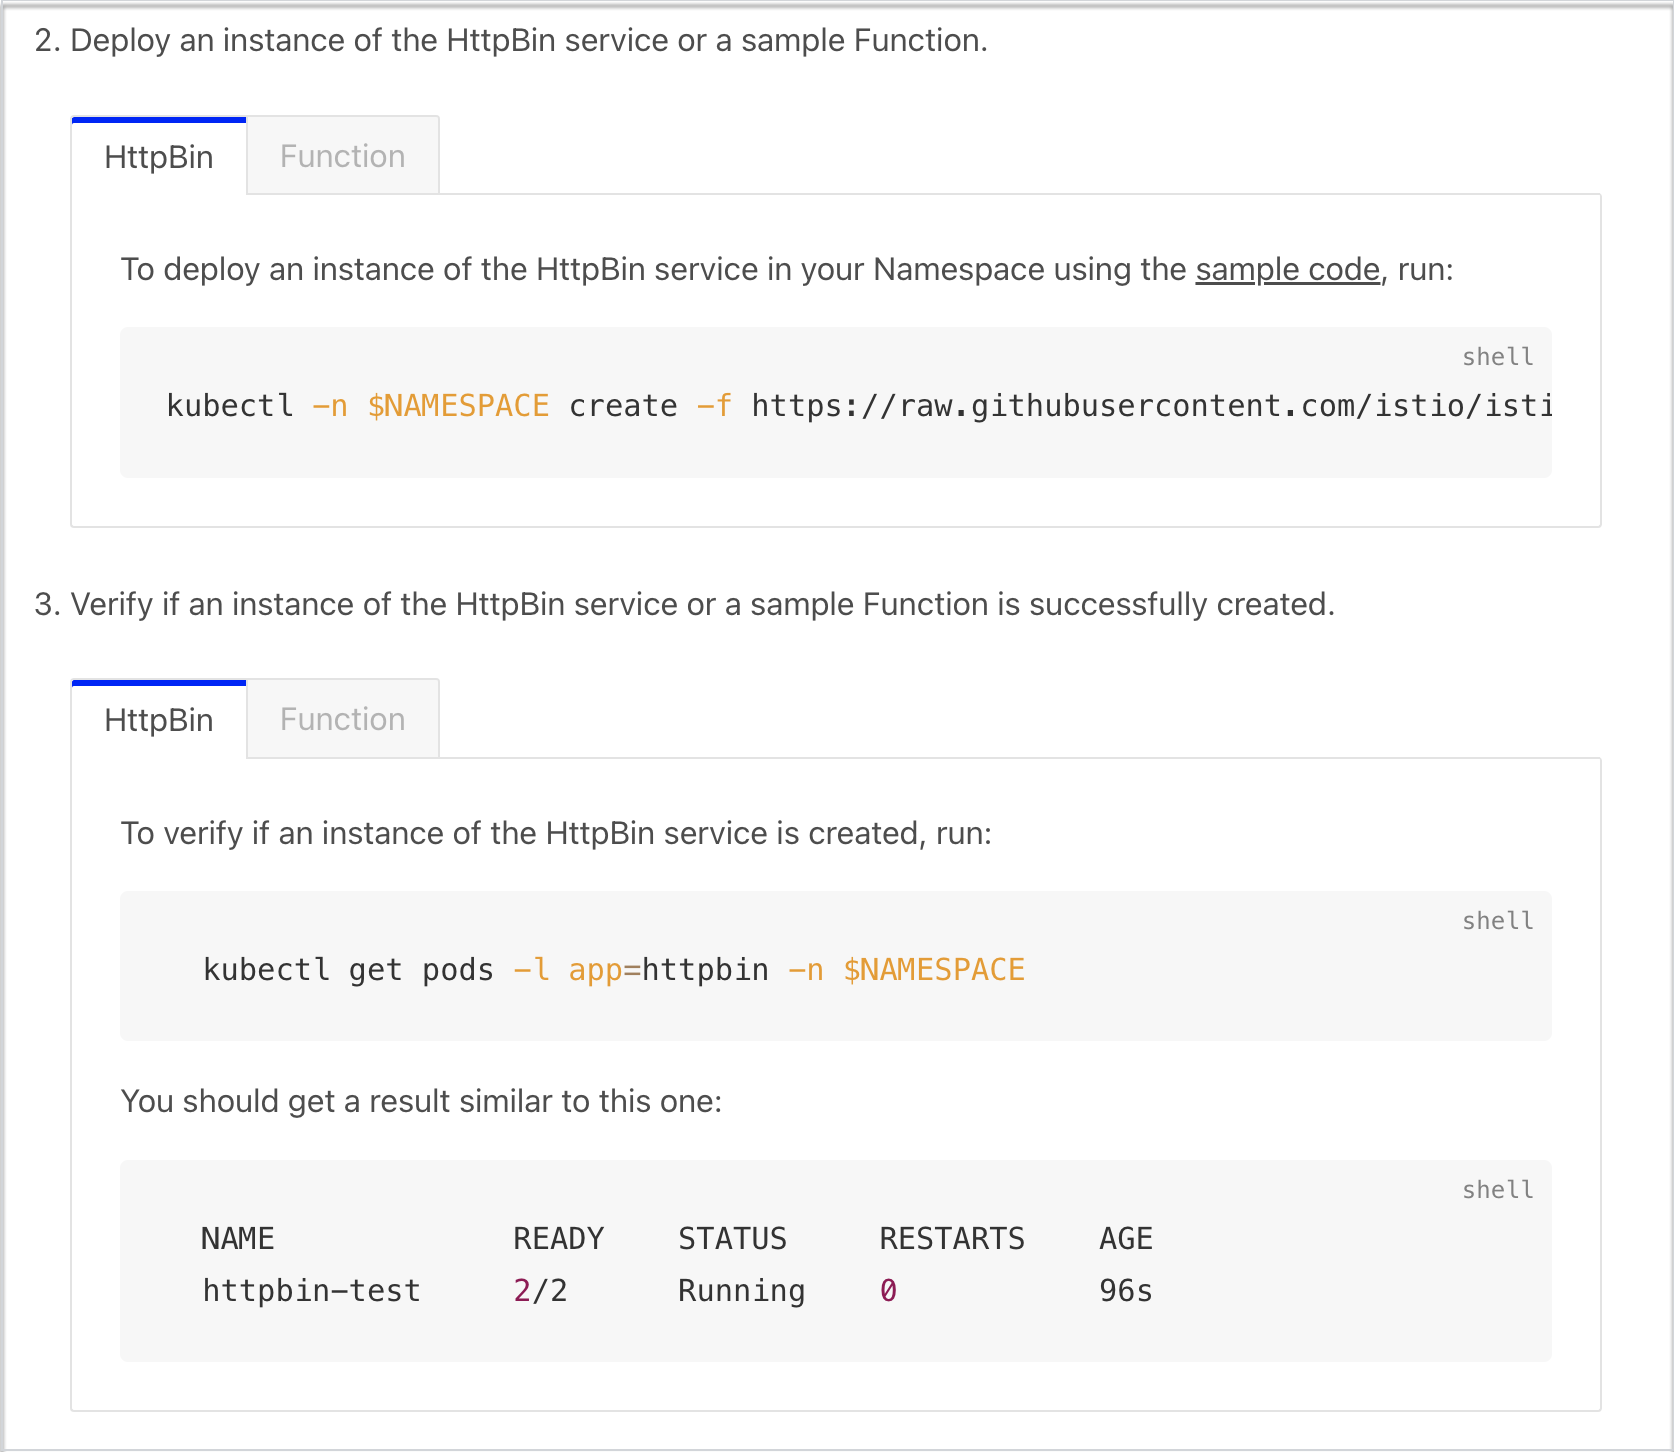 2. Deploy an instance of the HttpBin service or a sample Function.
HttpBin
Function
To deploy an instance of the HttpBin service in your Namespace using the sample code, run:
shell
kubectl -n $NAMESPACE create -f https://raw.githubusercontent.com/istio/isti
3. Verify if an instance of the HttpBin service or a sample Function is successfully created.
HttpBin
Function
To verify if an instance of the HttpBin service is created, run:
shell
kubectl get pods -l app=httpbin -n $NAMESPACE
You should get a result similar to this one:
shell
NAME READY STATUS RESTARTS AGE
httpbin-test 2/2 Running 0 96s